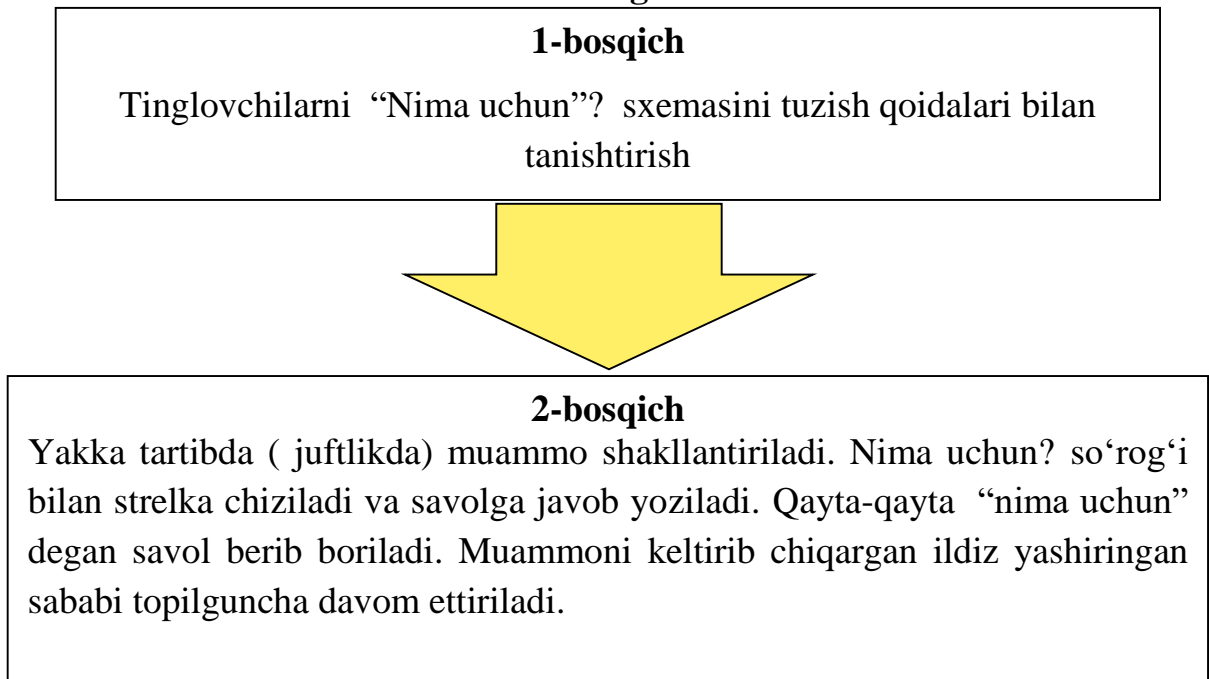 1-bosqich
Tinglovchilarni “Nima uchun”? sxemasini tuzish qoidalari bilan
tanishtirish
2-bosqich
Yakka tartibda ( juftlikda) muammo shakllantiriladi. Nima uchun? so‘rog‘i
bilan strelka chiziladi va savolga javob yoziladi. Qayta-qayta “nima uchun”
degan savol berib boriladi. Muammoni keltirib chiqargan ildiz yashiringan
sababi topilguncha davom ettiriladi.